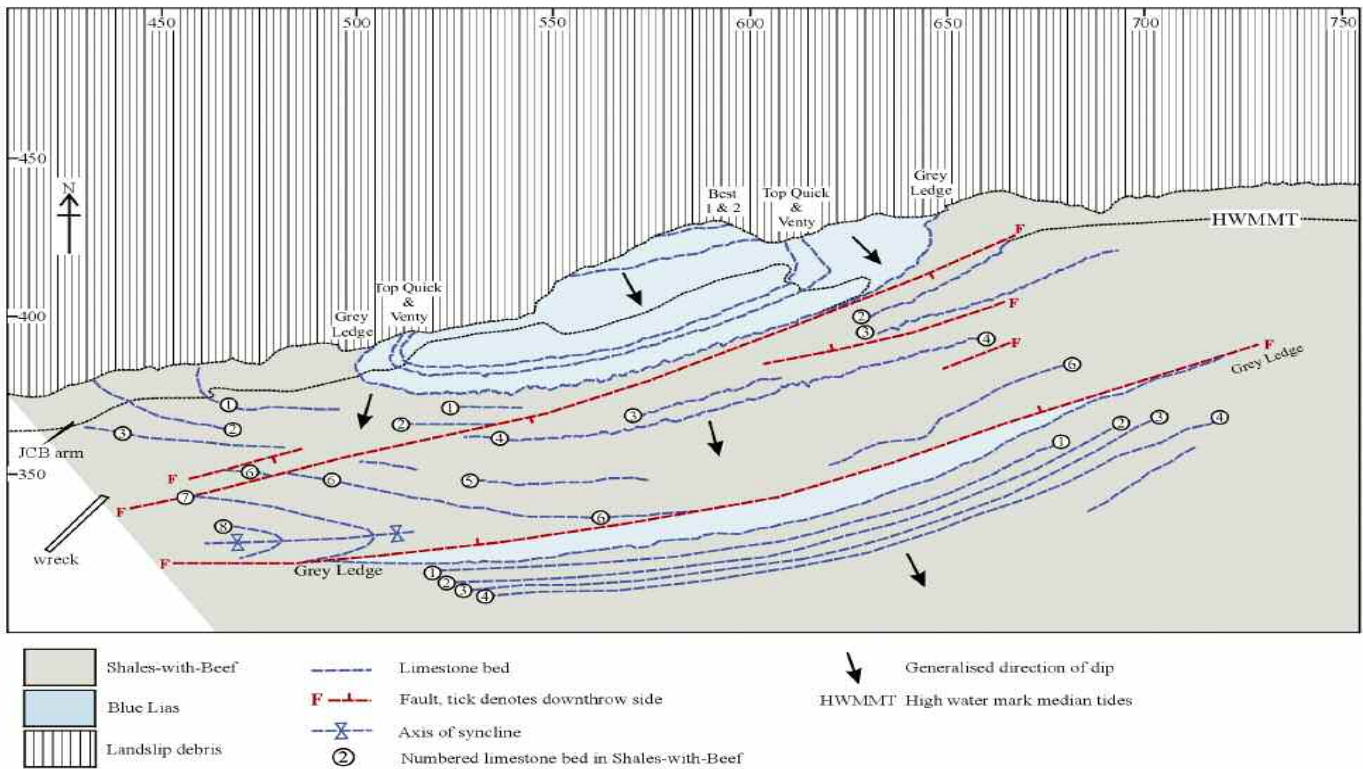 450 500 550 600 650 700 750
450
N
Grey
Ledge
Best
1 & 2
Top Quick
&
Venty
HWMMT
F
Top Quick
&
Venty
Grey
Ledge
400
2
3
F
4
F
F
6
Grey Ledge
1
1
2
2
3
3
4
JCB arm
350
F
6
6
5
7
F
8
6
wreck
F
Grey Ledge
1
2
3
4
1
2
3
4
Shales-with-Beef
Blue Lias
Landslip debris
Limestone bed
F F Fault, tick denotes downthrow side
Axis of syncline
2 Numbered limestone bed in Shales-with-Beef
Generalised direction of dip
HWMMT High water mark median tides